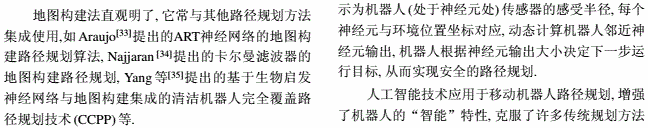 地图构建法直观明了, 它常与其他路径规划方法
集成使用,如 Araujo[33]提出的ART神经网络的地图构
建路径规划算法, Najjaran[34]提出的卡尔曼滤波器的
地图构建路径规划, Yang 等[35]提出的基于生物启发
神经网络与地图构建集成的清洁机器人完全覆盖路
径规划技术 (CCPP) 等.
示为机器人(处于神经元处)传感器的感受半径, 每个
神经元与环境位置坐标对应, 动态计算机器人邻近神
经元输出, 机器人根据神经元输出大小决定下一步运
行目标, 从而实现安全的路径规划.
人工智能技术应用于移动机器人路径规划, 增强
了机器人的“智能”特性, 克服了许多传统规划方法